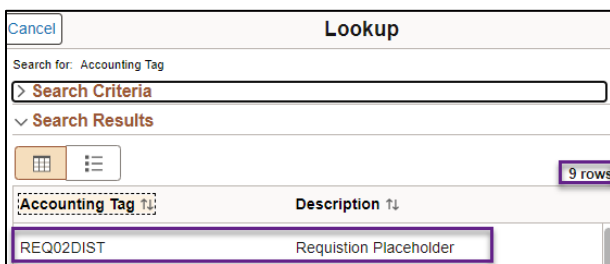 Cancel Lookup
Search for: Accounting Tag
> Search Criteria
Search Results
9 rows
Accounting Tag Description
REQ02DIST Requistion Placeholder